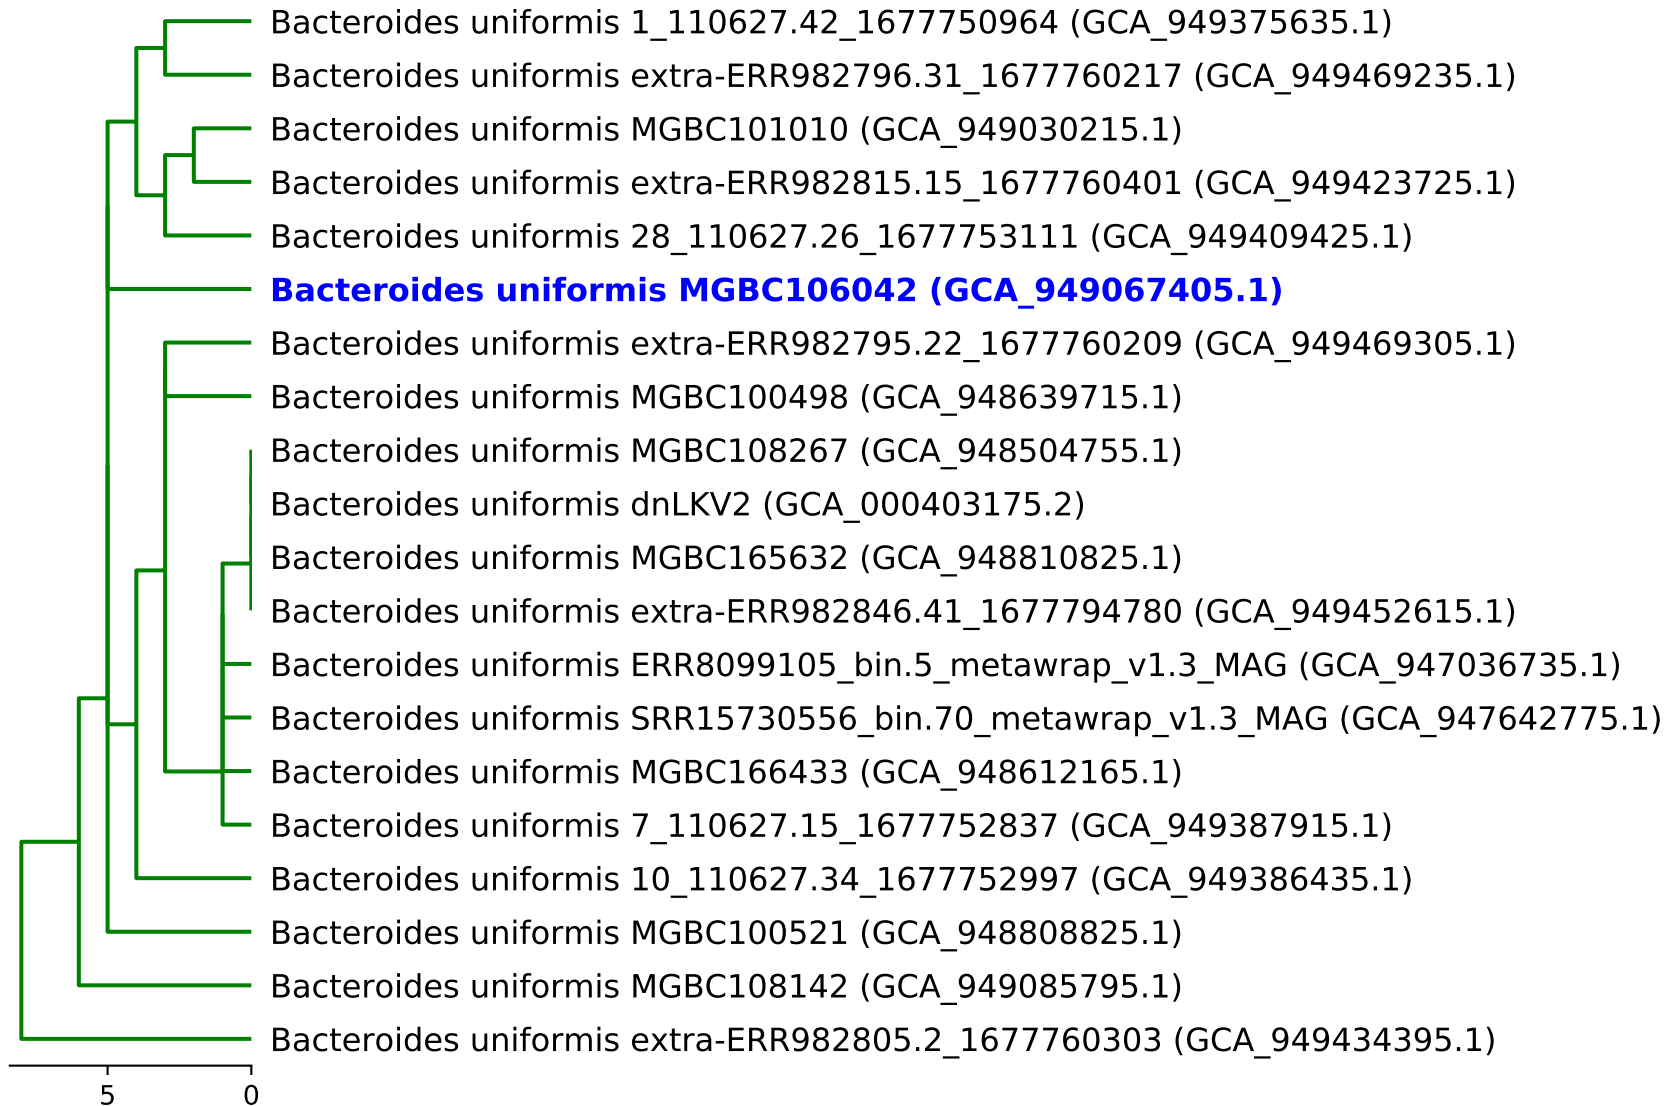 Bacteroides uniformis 1_110627.42_1677750964 (GCA_949375635.1)
Bacteroides uniformis extra-ERR982796.31_1677760217 (GCA_949469235.1)
Bacteroides uniformis MGBC101010 (GCA_949030215.1)
Bacteroides uniformis extra-ERR982815.15_1677760401 (GCA_949423725.1)
Bacteroides uniformis 28_110627.26_1677753111 (GCA_949409425.1)
Bacteroides uniformis MGBC106042 (GCA_949067405.1)
Bacteroides uniformis extra-ERR982795.22_1677760209 (GCA_949469305.1)
Bacteroides uniformis MGBC100498 (GCA_948639715.1)
Bacteroides uniformis MGBC108267 (GCA_948504755.1)
Bacteroides uniformis dnLKV2 (GCA_000403175.2)
Bacteroides uniformis MGBC165632 (GCA_948810825.1)
Bacteroides uniformis extra-ERR982846.41_1677794780 (GCA_949452615.1)
Bacteroides uniformis ERR8099105_bin.5_metawrap_v1.3_MAG (GCA_947036735.1)
Bacteroides uniformis SRR15730556_bin.70_metawrap_v1.3_MAG (GCA_947642775.1)
Bacteroides uniformis MGBC166433 (GCA_948612165.1)
Bacteroides uniformis 7_110627.15_1677752837 (GCA_949387915.1)
Bacteroides uniformis 10_110627.34_1677752997 (GCA_949386435.1)
Bacteroides uniformis MGBC100521 (GCA_948808825.1)
Bacteroides uniformis MGBC108142 (GCA_949085795.1)
Bacteroides uniformis extra-ERR982805.2_1677760303 (GCA_949434395.1)
5 0